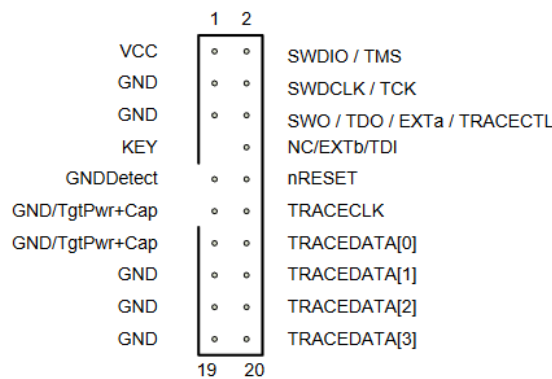 1 2
VCC SWDIO / TMS
GND SWDCLK / TCK
GND SWO / TDO / EXTa / TRACECTL
KEY NC/EXTb/TDI
GNDDetect nRESET
GND/TgtPwr+Cap TRACECLK
GND/TgtPwr+Cap TRACEDATA[0]
GND TRACEDATA[1]
GND TRACEDATA[2]
GND TRACEDATA[3]
19 20